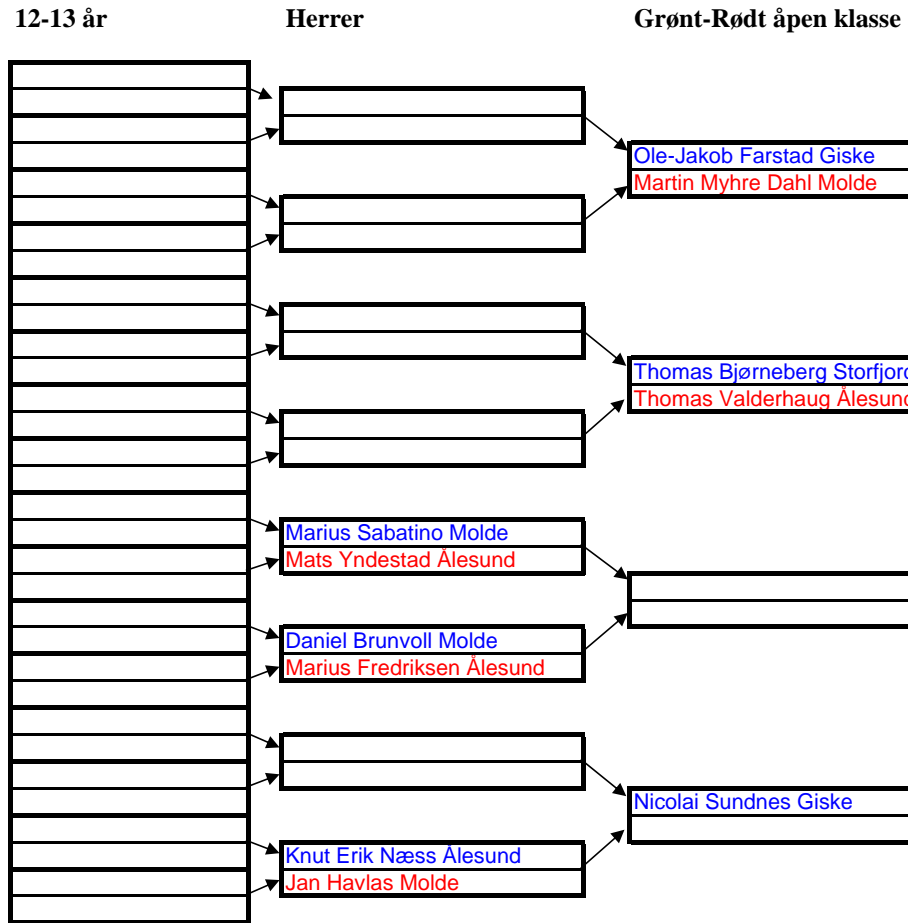 12-13 år Herrer Grønt-Rødt åpen klasse
Ole-Jakob Farstad Giske
Martin Myhre Dahl Molde
Thomas Bjørneberg Storfjord
Thomas Valderhaug Ålesund
Marius Sabatino Molde
Mats Yndestad Ålesund
Daniel Brunvoll Molde
Marius Fredriksen Ålesund
Nicolai Sundnes Giske
Knut Erik Næss Ålesund
Jan Havlas Molde